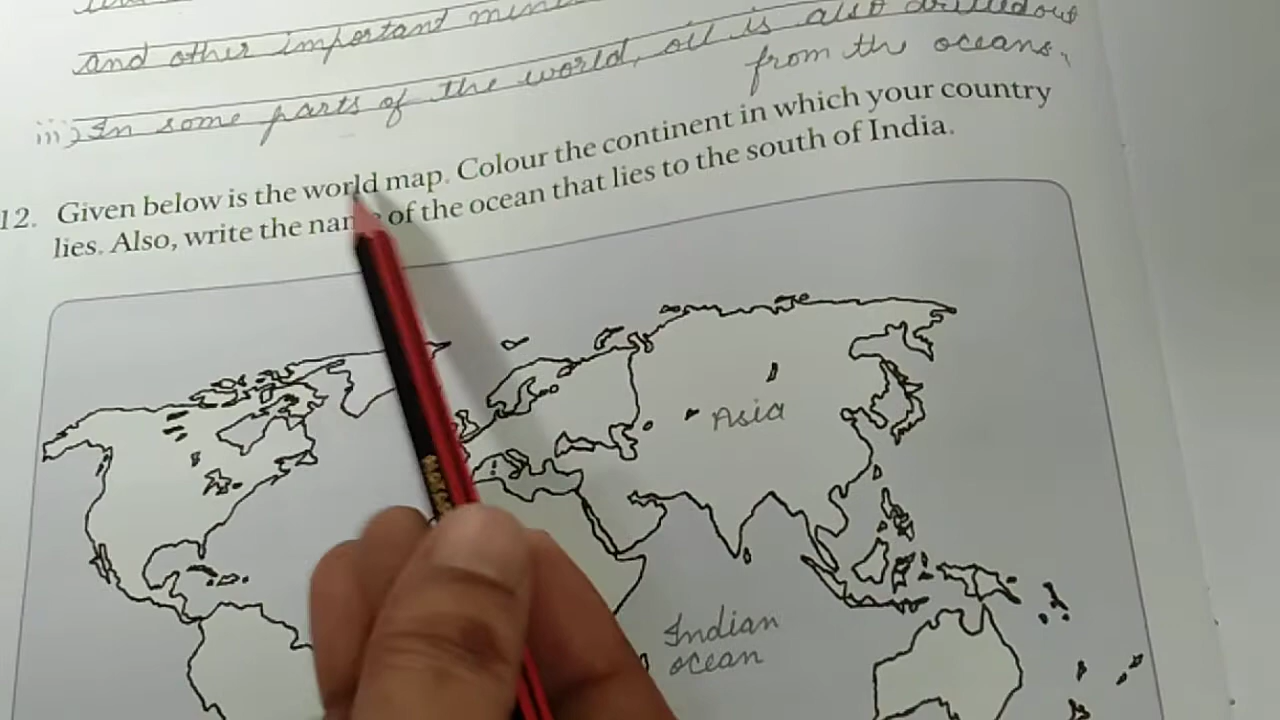 and other important
iii) In some parts of the world, oil is also drilled out
from the oceans.
12. Given below is the world map. Colour the continent in which your country
lies. Also, write the name of the ocean that lies to the south of India.
Asia
Indian
ocean